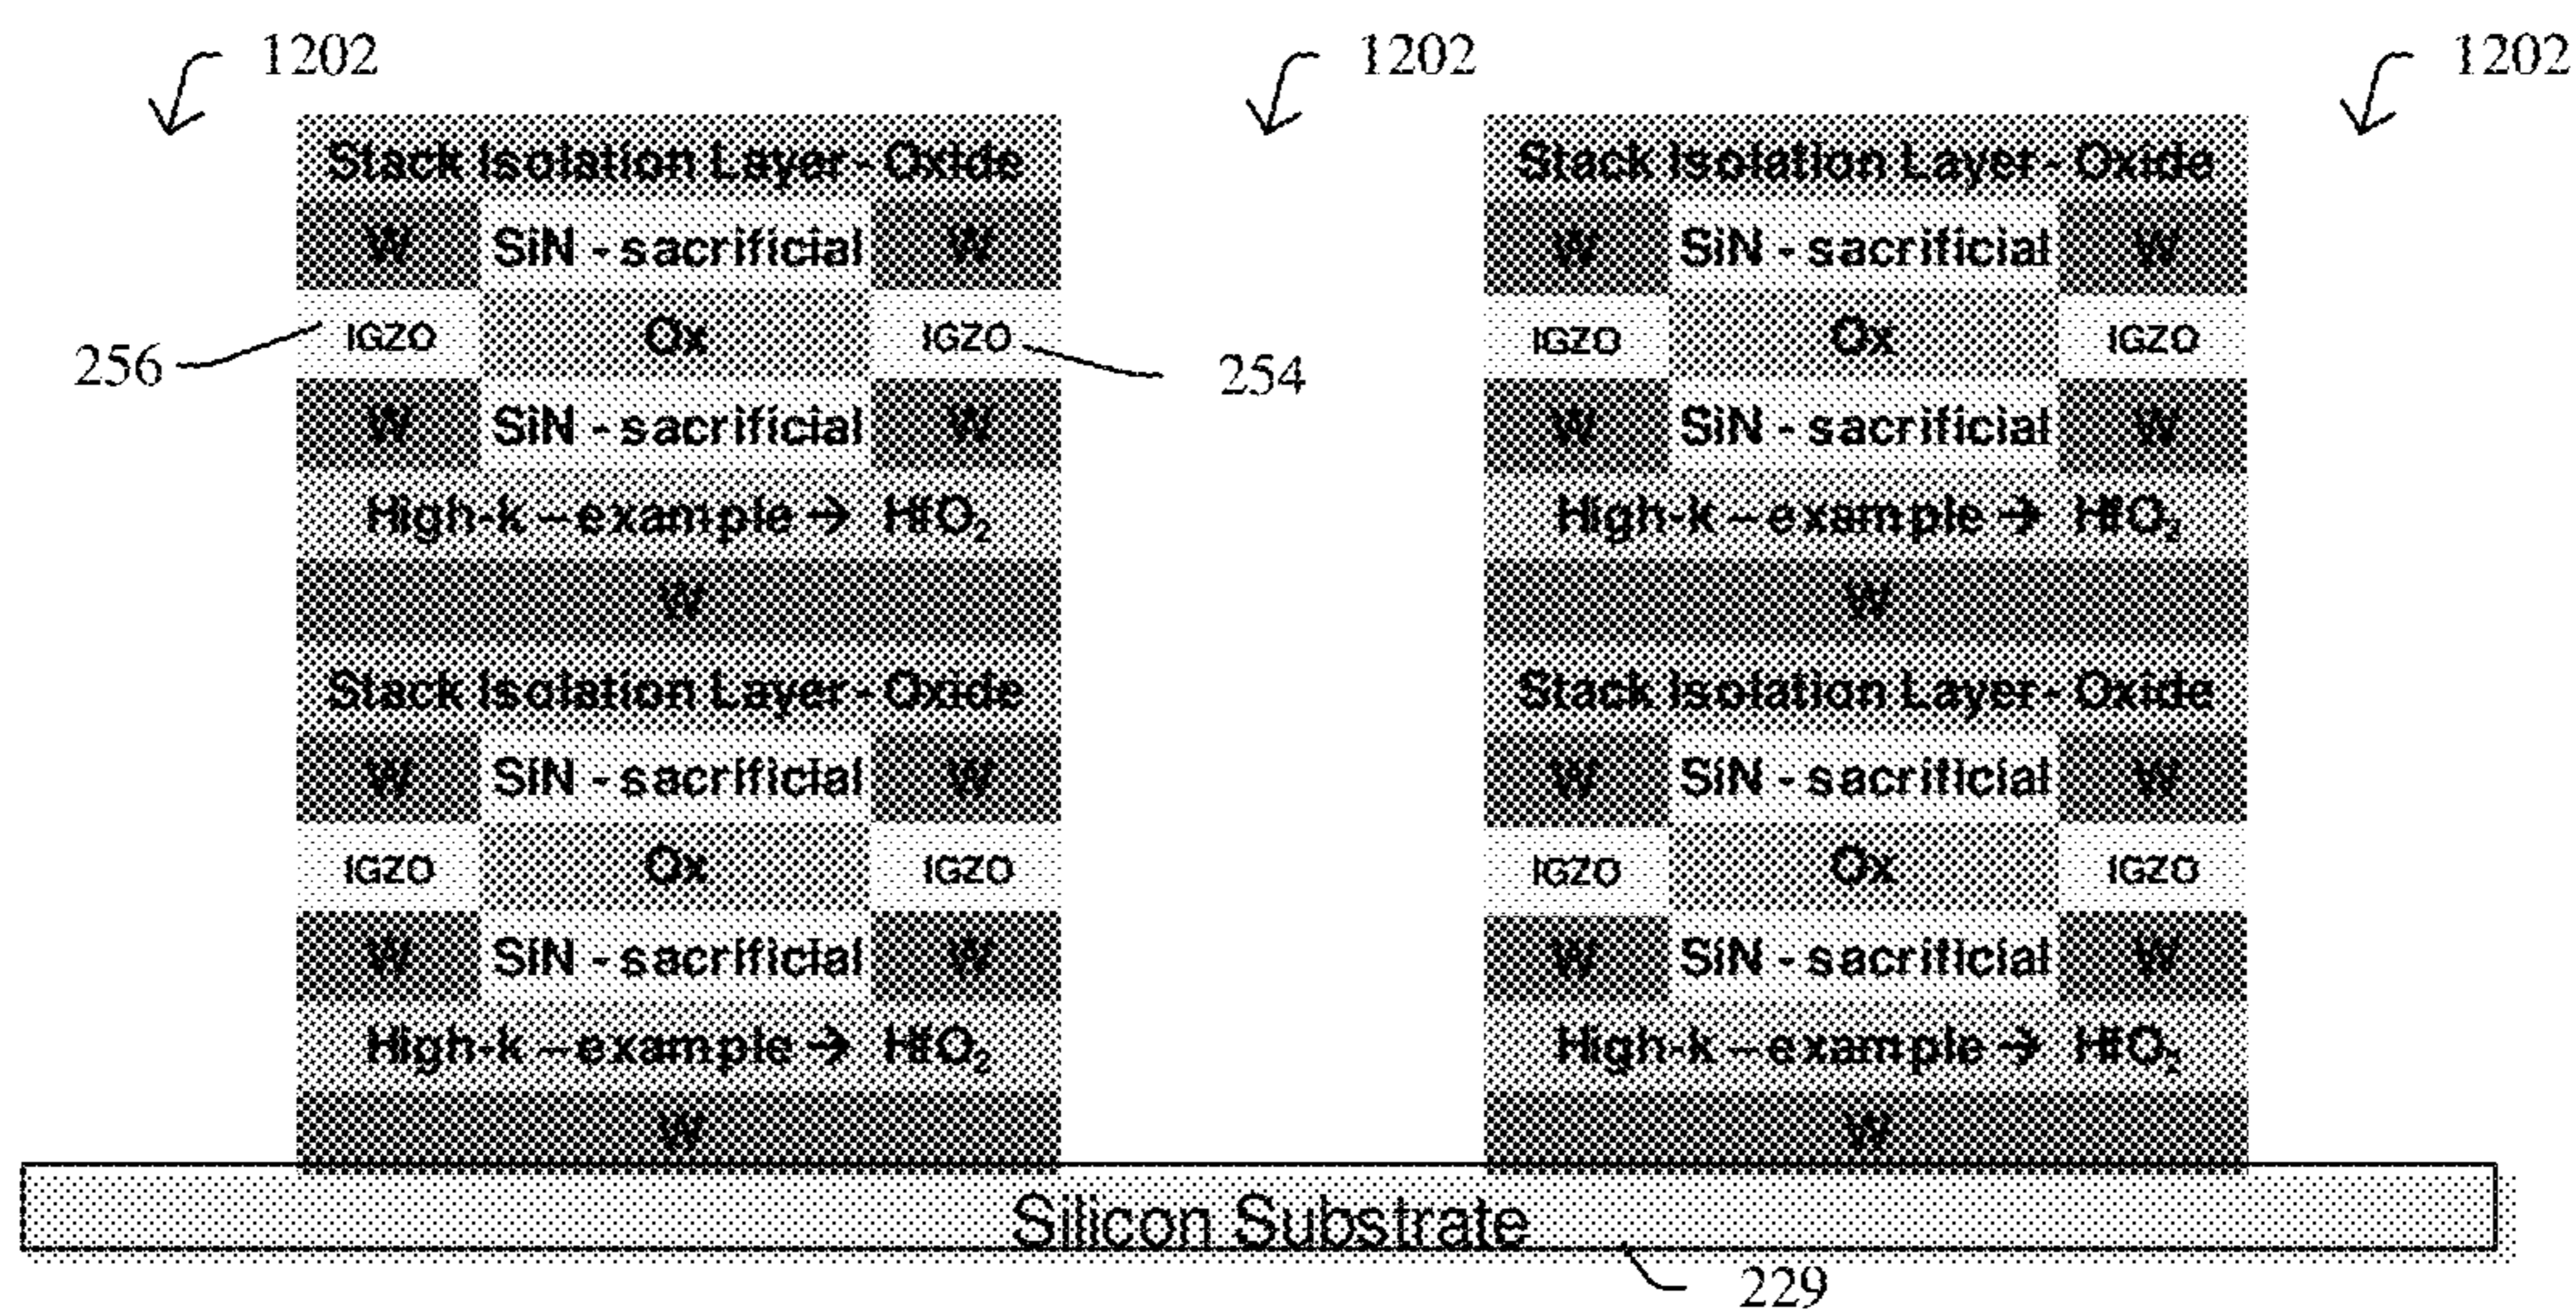 1202 1202 1202
Stack Isolation Layer - Oxide Stack Isolation Layer - Oxide
W SiN - sacrificial W W SiN - sacrificial W
IGZO Ox IGZO IGZO Ox IGZO
256 254
W SiN - sacrificial W W SiN - sacrificial W
High-k – example → HfO₂ High-k – example → HfO₂
W W
Stack Isolation Layer - Oxide Stack Isolation Layer - Oxide
W SiN - sacrificial W W SiN - sacrificial W
IGZO Ox IGZO IGZO Ox IGZO
W SiN - sacrificial W W SiN - sacrificial W
High-k – example → HfO₂ High-k – example → HfO₂
W W
Silicon Substrate
229